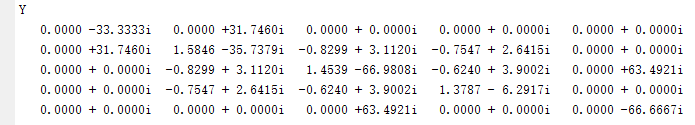 Y
0.0000 -33.3333i   0.0000 +31.7460i   0.0000 + 0.0000i   0.0000 + 0.0000i   0.0000 + 0.0000i
0.0000 +31.7460i   1.5846 -35.7379i  -0.8299 + 3.1120i  -0.7547 + 2.6415i   0.0000 + 0.0000i
0.0000 + 0.0000i  -0.8299 + 3.1120i   1.4539 -66.9808i  -0.6240 + 3.9002i   0.0000 +63.4921i
0.0000 + 0.0000i  -0.7547 + 2.6415i  -0.6240 + 3.9002i   1.3787 - 6.2917i   0.0000 + 0.0000i
0.0000 + 0.0000i   0.0000 + 0.0000i   0.0000 +63.4921i   0.0000 + 0.0000i   0.0000 -66.6667i